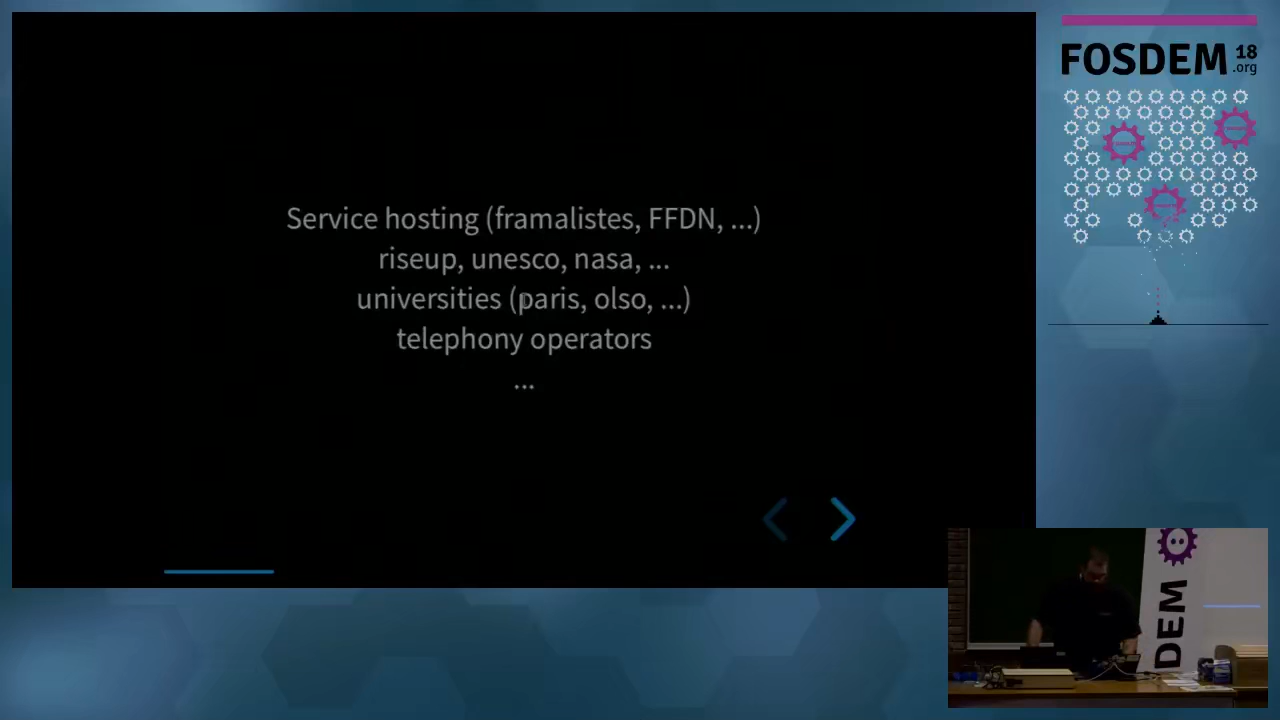 Service hosting (framalistes, FFDN, ...)
riseup, unesco, nasa, ...
universities (paris, olso, ...)
telephony operators
...
FOSDEM 18
.org
DEM